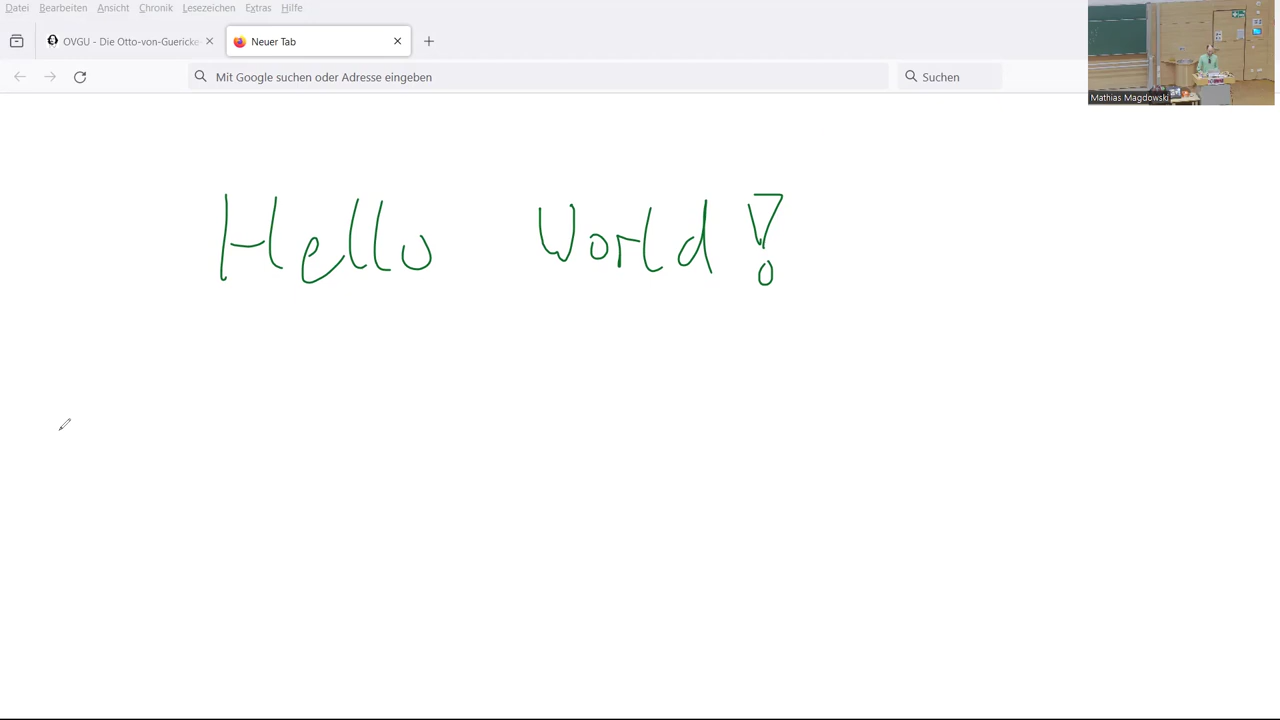 Datei Bearbeiten Ansicht Chronik Lesezeichen Extras Hilfe
OVGU - Die Otto-von-Guericke
Neuer Tab
Mit Google suchen oder Adresse eingeben
Suchen
Mathias Magdowski
Hello World!